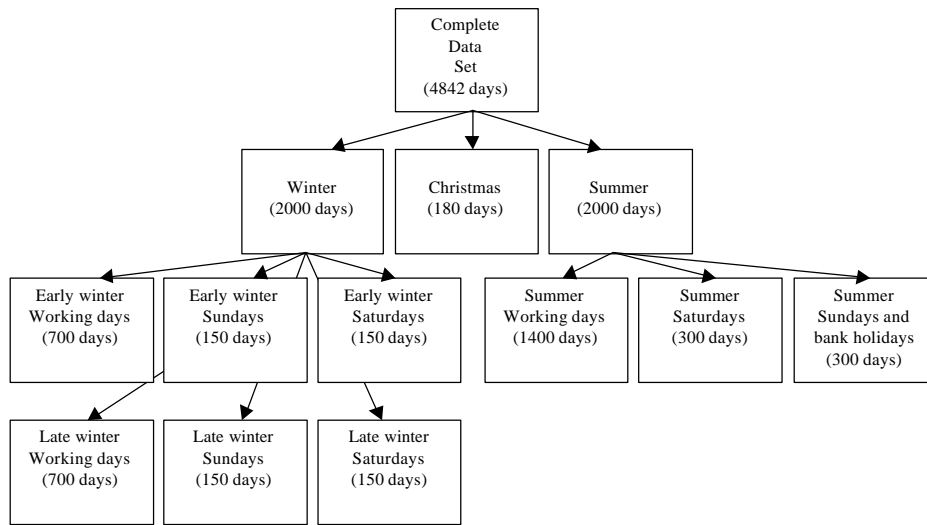 Complete
Data
Set
(4842 days)
Winter
(2000 days)
Christmas
(180 days)
Summer
(2000 days)
Early winter
Working days
(700 days)
Early winter
Sundays
(150 days)
Early winter
Saturdays
(150 days)
Summer
Working days
(1400 days)
Summer
Saturdays
(300 days)
Summer
Sundays and
bank holidays
(300 days)
Late winter
Working days
(700 days)
Late winter
Sundays
(150 days)
Late winter
Saturdays
(150 days)